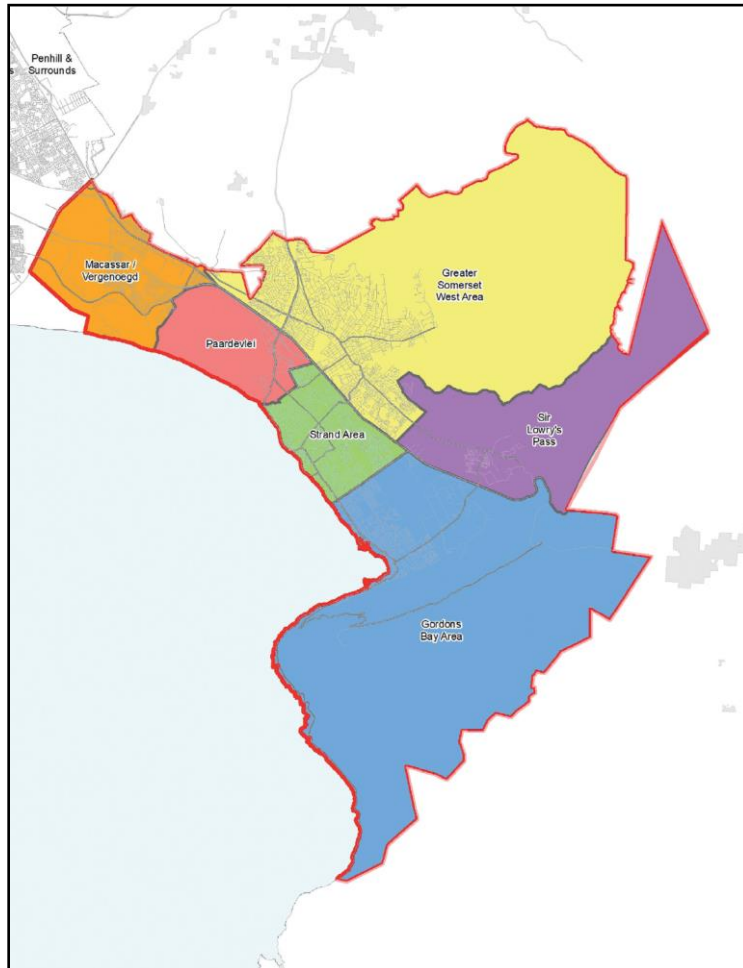 Penhill &
Surrounds
s
Macassar /
Vergenoegd
Greater
Somerset
West Area
Paardevlei
Strand Area
Sir
Lowry's
Pass
Gordons
Bay Area